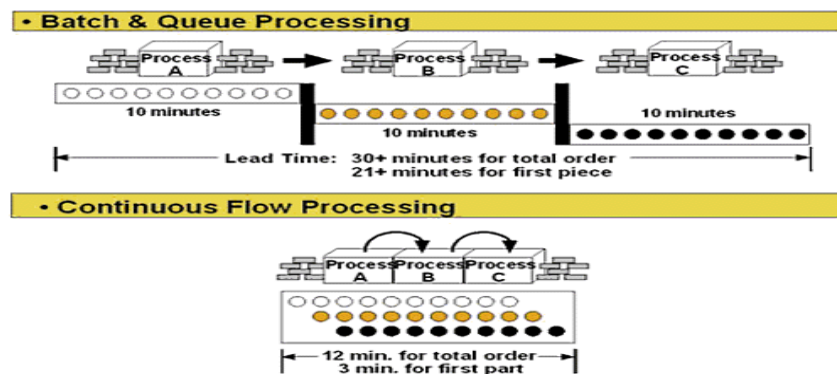 • Batch & Queue Processing
Process A
Process B
Process C
10 minutes
10 minutes
10 minutes
Lead Time: 30+ minutes for total order
21+ minutes for first piece
• Continuous Flow Processing
Process A
Process B
Process C
12 min. for total order
3 min. for first part